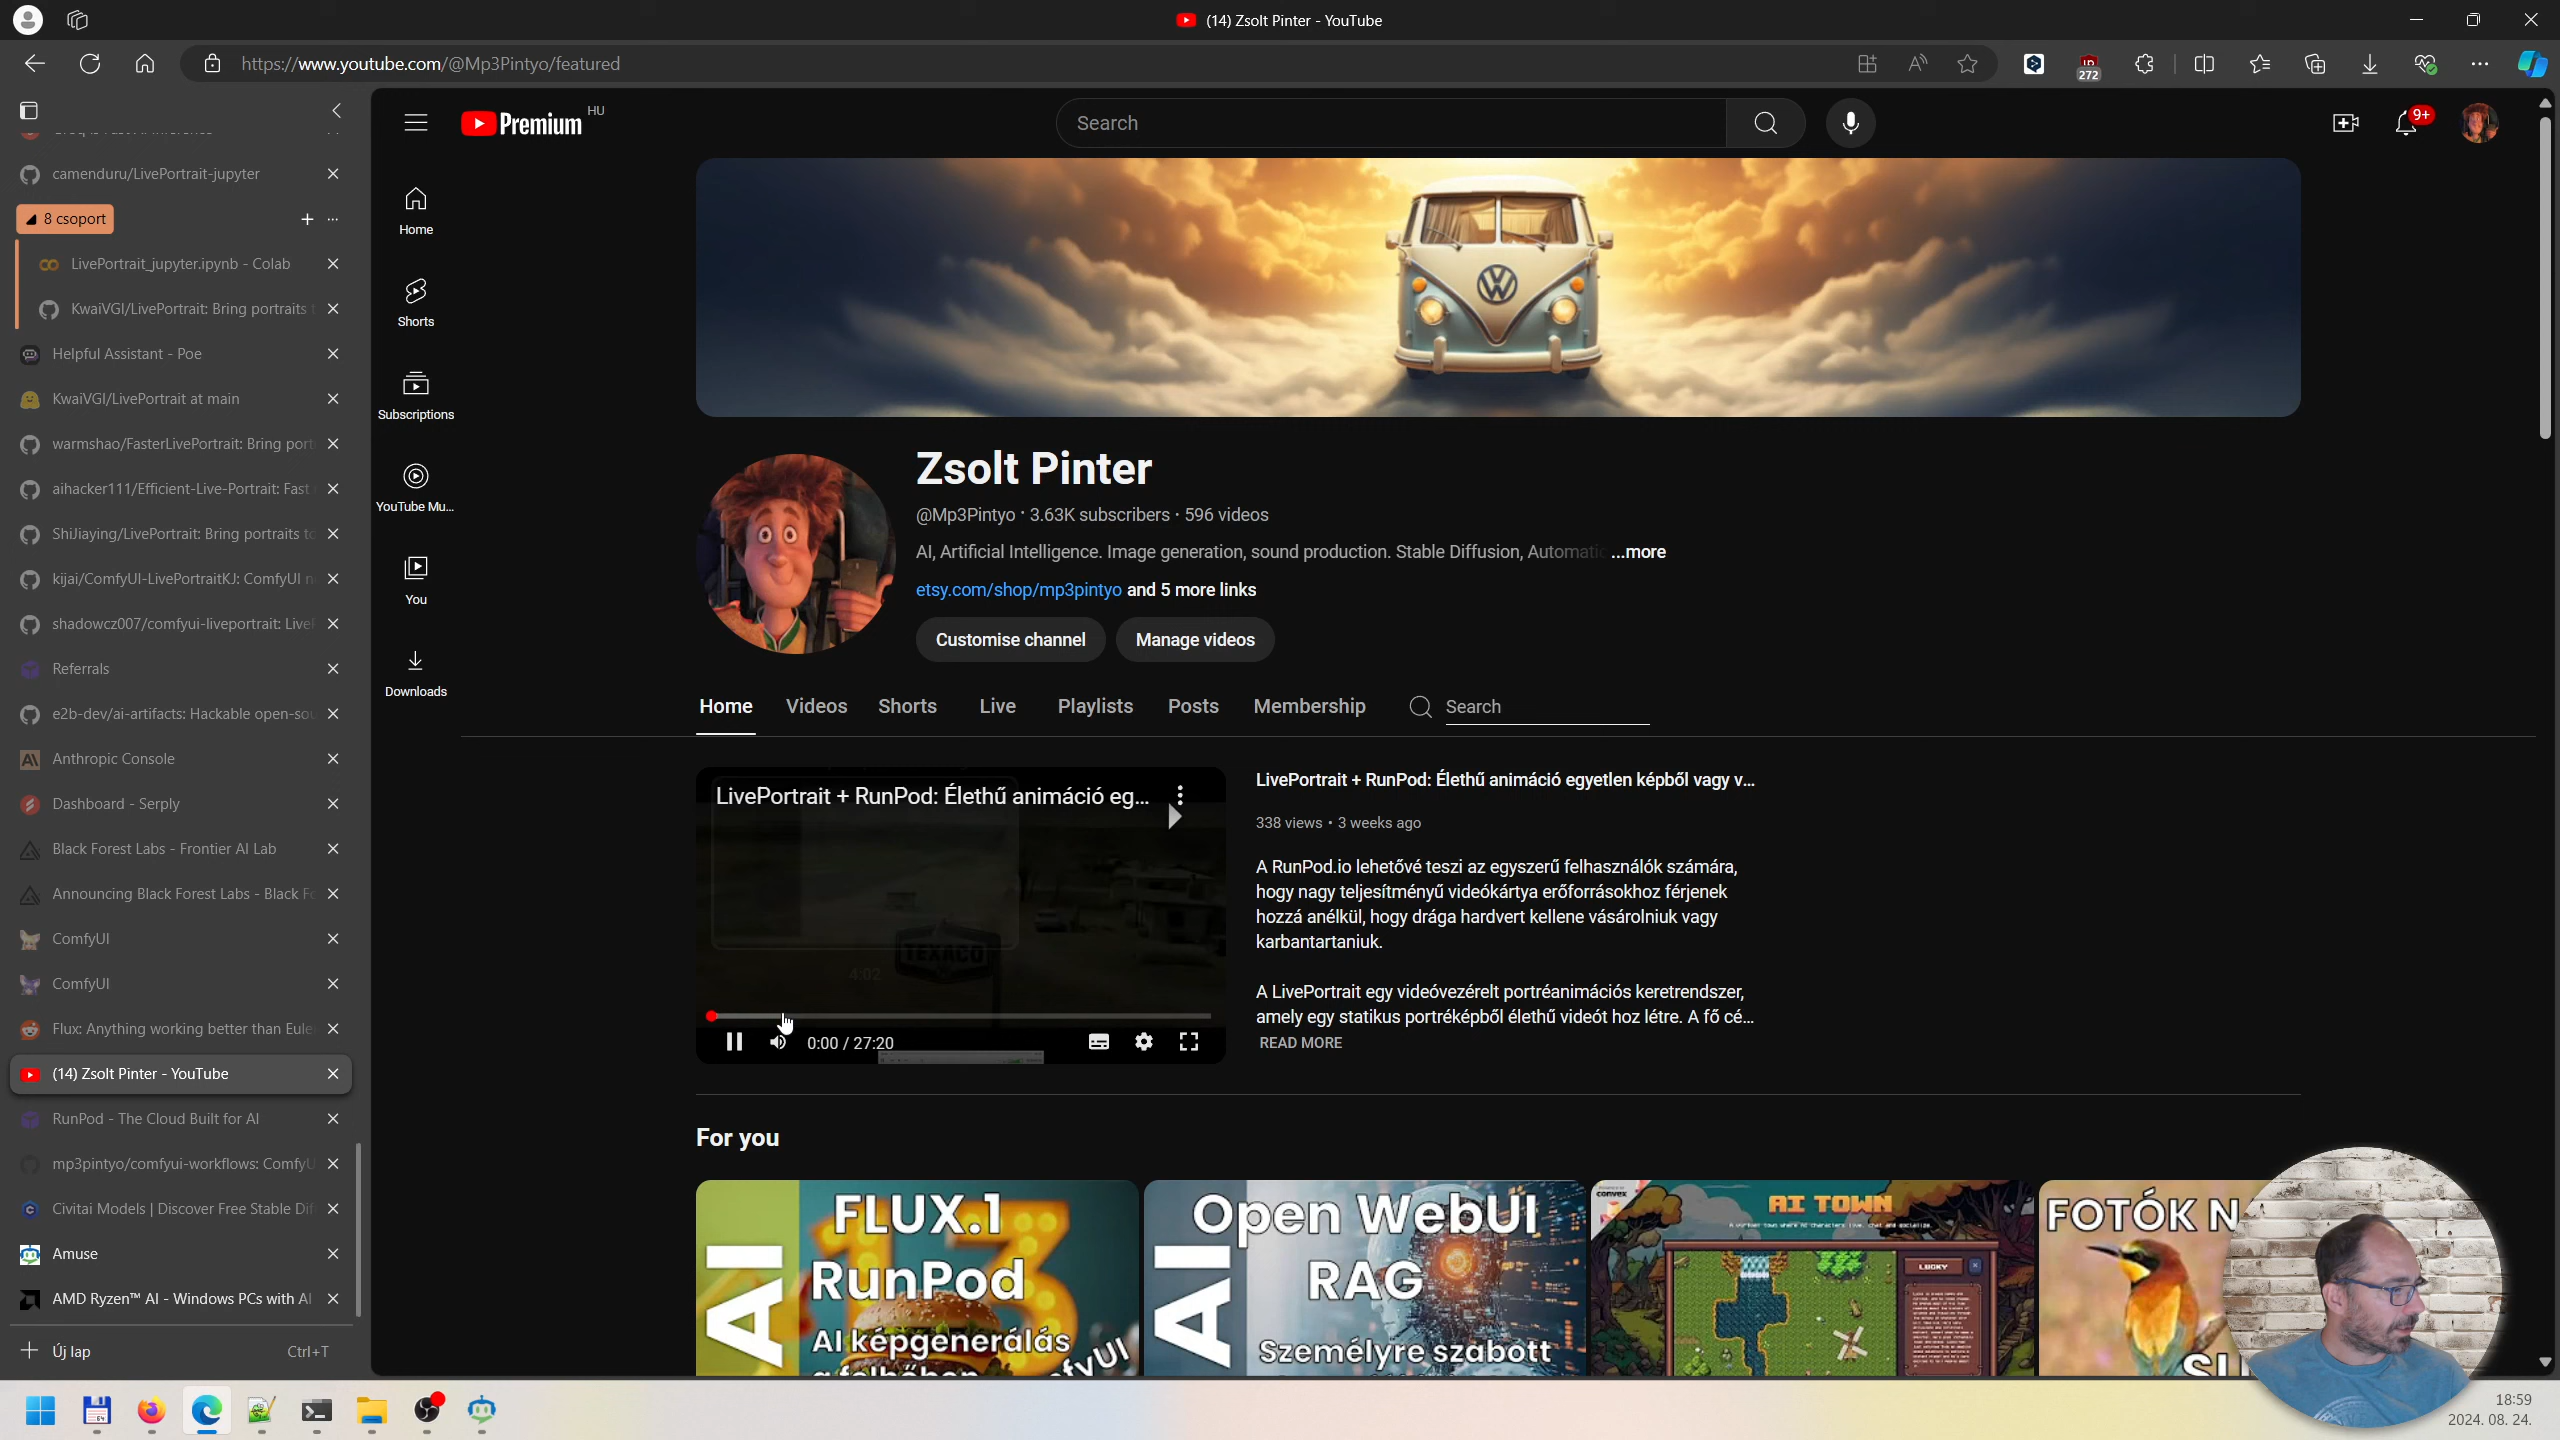 (14) Zsolt Pinter - YouTube
https://www.youtube.com/@Mp3Pintyo/featured
272
camenduru/LivePortrait-jupyter
8 csoport
LivePortrait_jupyter.ipynb - Colab
KwaiVGI/LivePortrait: Bring portraits
Helpful Assistant - Poe
KwaiVGI/LivePortrait at main
warmshao/FasterLivePortrait: Bring port
aihacker111/Efficient-Live-Portrait: Fast
ShiJiaying/LivePortrait: Bring portraits to
kijai/ComfyUI-LivePortraitKJ: ComfyUI n
shadowcz007/comfyui-liveportrait: Live
Referrals
e2b-dev/ai-artifacts: Hackable open-sou
Anthropic Console
Dashboard - Serply
Black Forest Labs - Frontier AI Lab
Announcing Black Forest Labs - Black Fo
ComfyUI
ComfyUI
Flux: Anything working better than Eule
(14) Zsolt Pinter - YouTube
RunPod - The Cloud Built for AI
mp3pintyo/comfyui-workflows: ComfyU
Civitai Models | Discover Free Stable Dif
Amuse
AMD Ryzen™ AI - Windows PCs with AI
Új lap
Ctrl+T
Premium HU
Search
9+
Home
Shorts
Subscriptions
YouTube Mu...
You
Downloads
Zsolt Pinter
@Mp3Pintyo · 3.63K subscribers · 596 videos
AI, Artificial Intelligence. Image generation, sound production. Stable Diffusion, Automatic ...more
etsy.com/shop/mp3pintyo and 5 more links
Customise channel
Manage videos
Home Videos Shorts Live Playlists Posts Membership Search
LivePortrait + RunPod: Élethű animáció eg...
TEXACO
4:02
0:00 / 27:20
LivePortrait + RunPod: Élethű animáció egyetlen képből vagy v...
338 views · 3 weeks ago
A RunPod.io lehetővé teszi az egyszerű felhasználók számára,
hogy nagy teljesítményű videókártya erőforrásokhoz férjenek
hozzá anélkül, hogy drága hardvert kellene vásárolniuk vagy
karbantartaniuk.
A LivePortrait egy videóvezérelt portréanimációs keretrendszer,
amely egy statikus portréképből élethű videót hoz létre. A fő cé...
READ MORE
For you
AI
FLUX.1
13
RunPod
AI képgenerálás
a felhőben
AI
Open WebUI
RAG
Személyre szabott
convex
AI TOWN
LUCKY
FOTÓK N
18:59
2024. 08. 24.